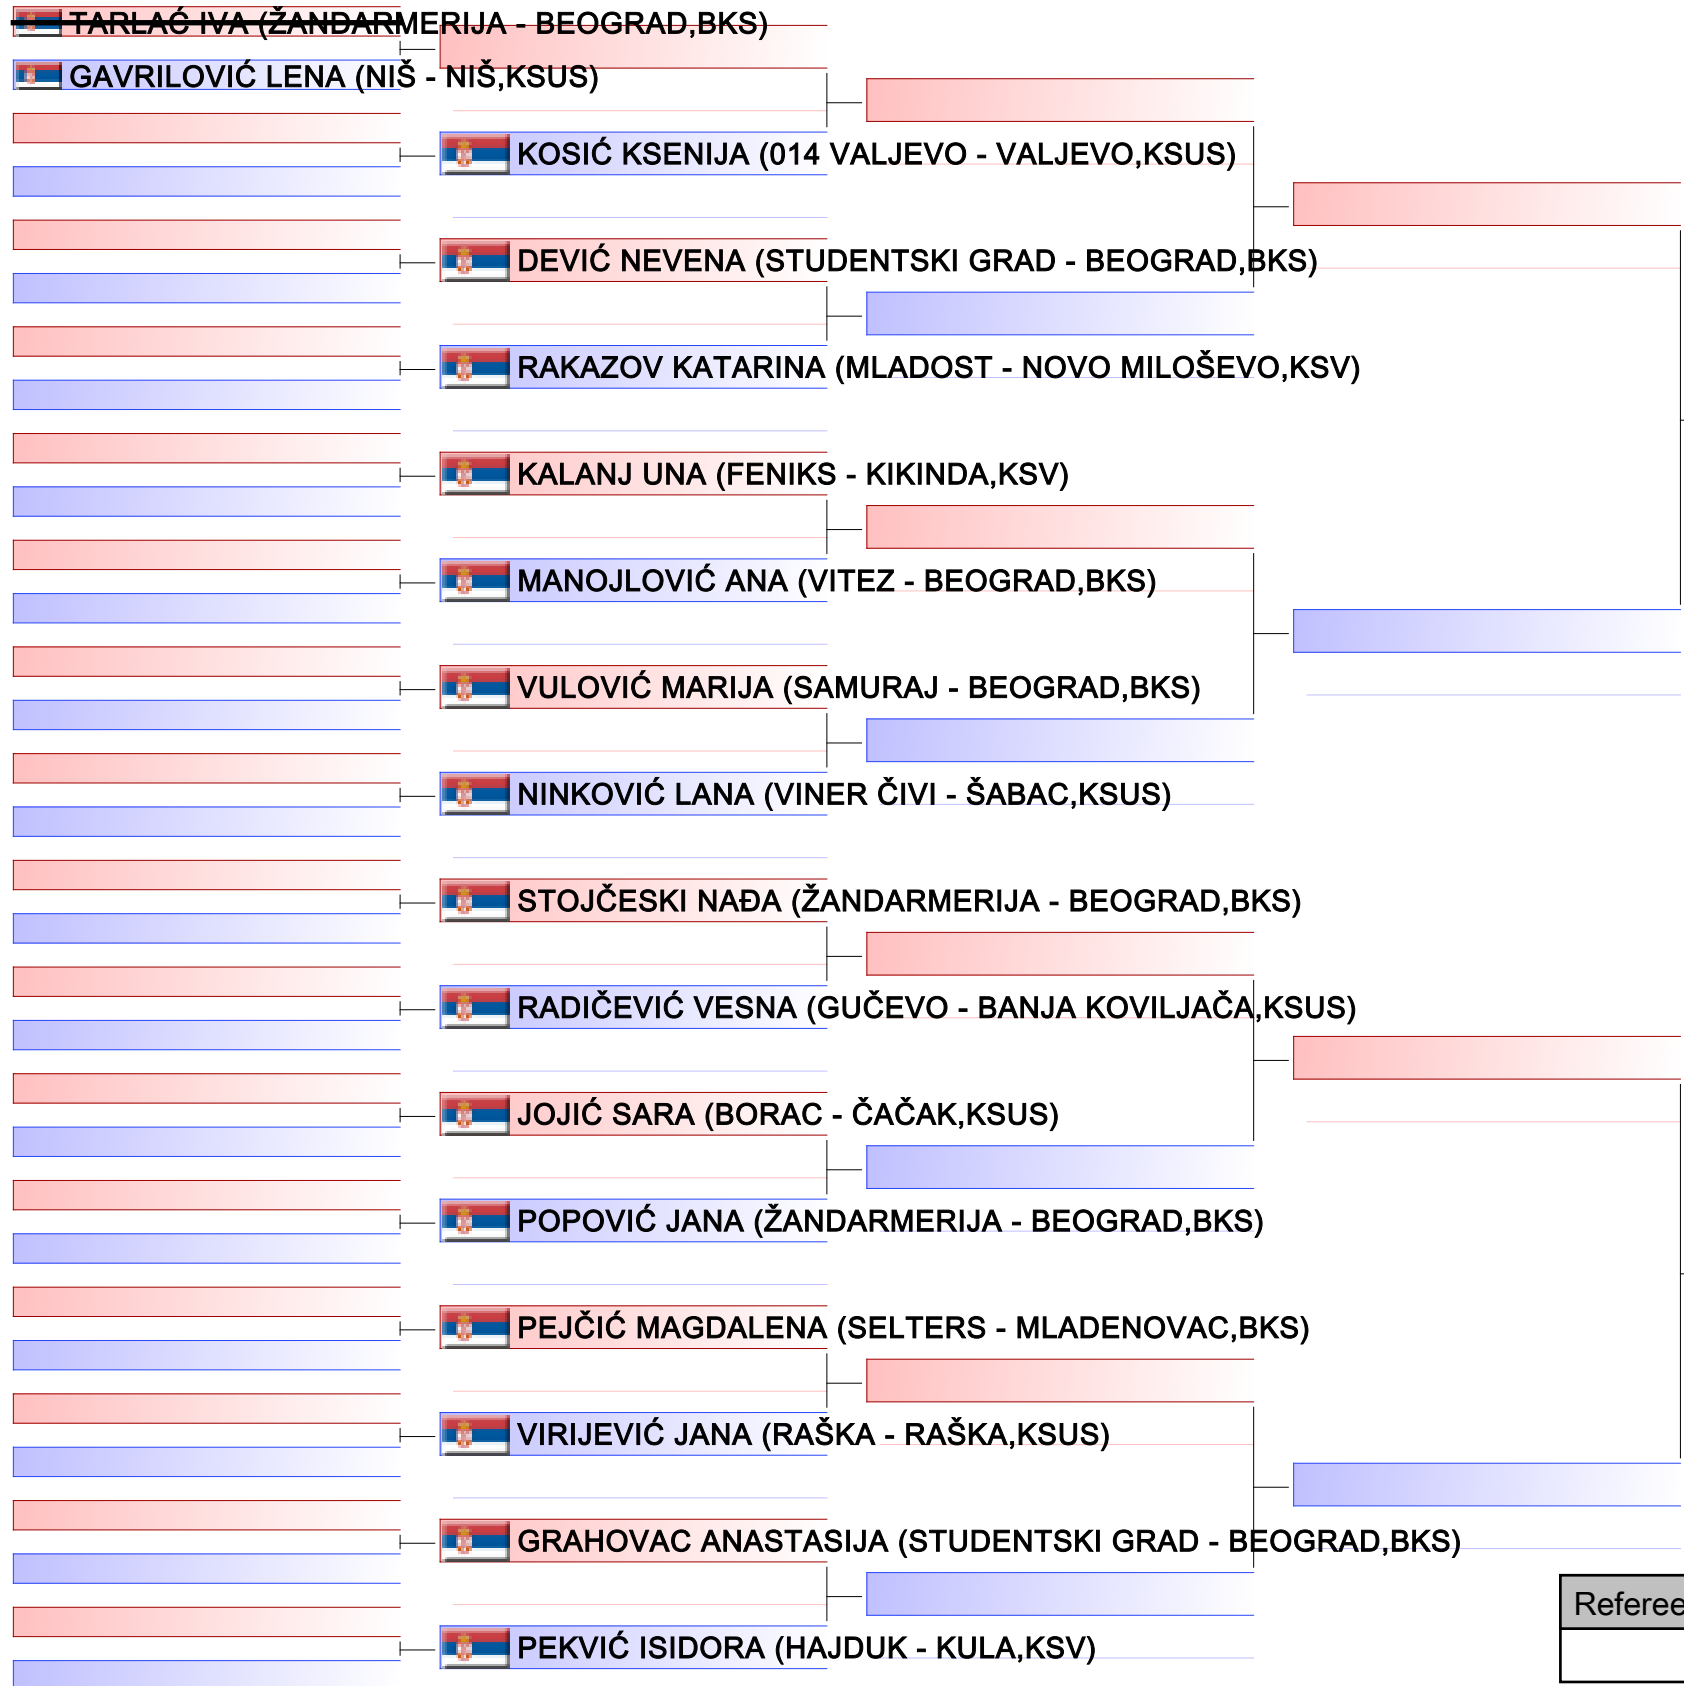 TARLAĆ IVA (ŽANDARMERIJA - BEOGRAD,BKS)
GAVRILOVIĆ LENA (NIŠ - NIŠ,KSUS)
KOSIĆ KSENIJA (014 VALJEVO - VALJEVO,KSUS)
DEVIĆ NEVENA (STUDENTSKI GRAD - BEOGRAD,BKS)
RAKAZOV KATARINA (MLADOST - NOVO MILOŠEVO,KSV)
KALANJ UNA (FENIKS - KIKINDA,KSV)
MANOJLOVIĆ ANA (VITEZ - BEOGRAD,BKS)
VULOVIĆ MARIJA (SAMURAJ - BEOGRAD,BKS)
NINKOVIĆ LANA (VINER ČIVI - ŠABAC,KSUS)
STOJČESKI NAĐA (ŽANDARMERIJA - BEOGRAD,BKS)
RADIČEVIĆ VESNA (GUČEVO - BANJA KOVILJAČA,KSUS)
JOJIĆ SARA (BORAC - ČAČAK,KSUS)
POPOVIĆ JANA (ŽANDARMERIJA - BEOGRAD,BKS)
PEJČIĆ MAGDALENA (SELTERS - MLADENOVAC,BKS)
VIRIJEVIĆ JANA (RAŠKA - RAŠKA,KSUS)
GRAHOVAC ANASTASIJA (STUDENTSKI GRAD - BEOGRAD,BKS)
Referee
PEKVIĆ ISIDORA (HAJDUK - KULA,KSV)